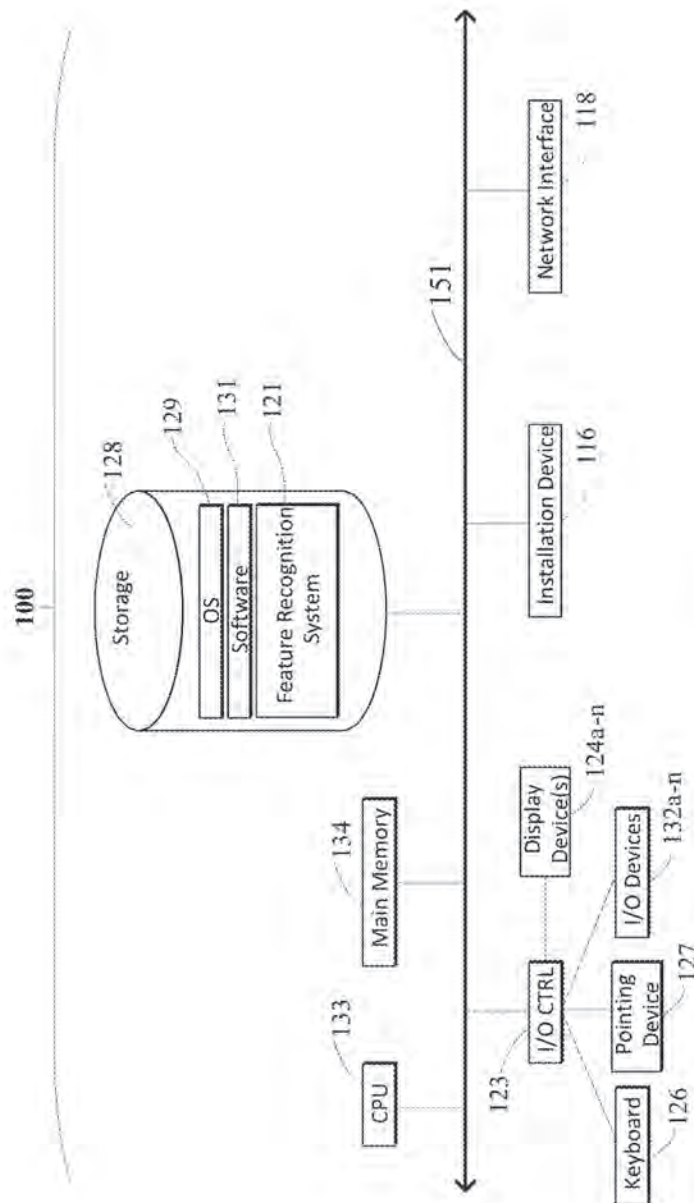 100
Storage
128
OS
129
Software
131
Feature Recognition
System
121
CPU
133
Main Memory
134
151
I/O CTRL
123
Display
Device(s)
124a-n
Keyboard
126
Pointing
Device
127
I/O Devices
132a-n
Installation Device
116
Network Interface
118